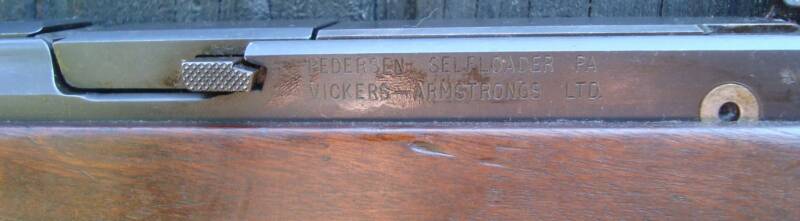 PEDERSEN SELFLOADER PA
VICKERS-ARMSTRONGS LTD.